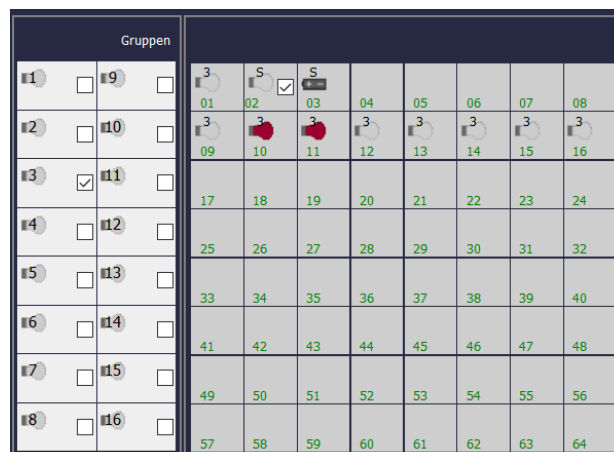 Gruppen
1 9 3 S S
01 02 03 04 05 06 07 08
2 10 3 3 3 3 3 3 3 3
09 10 11 12 13 14 15 16
3 11
17 18 19 20 21 22 23 24
4 12
25 26 27 28 29 30 31 32
5 13
33 34 35 36 37 38 39 40
6 14
41 42 43 44 45 46 47 48
7 15
49 50 51 52 53 54 55 56
8 16
57 58 59 60 61 62 63 64